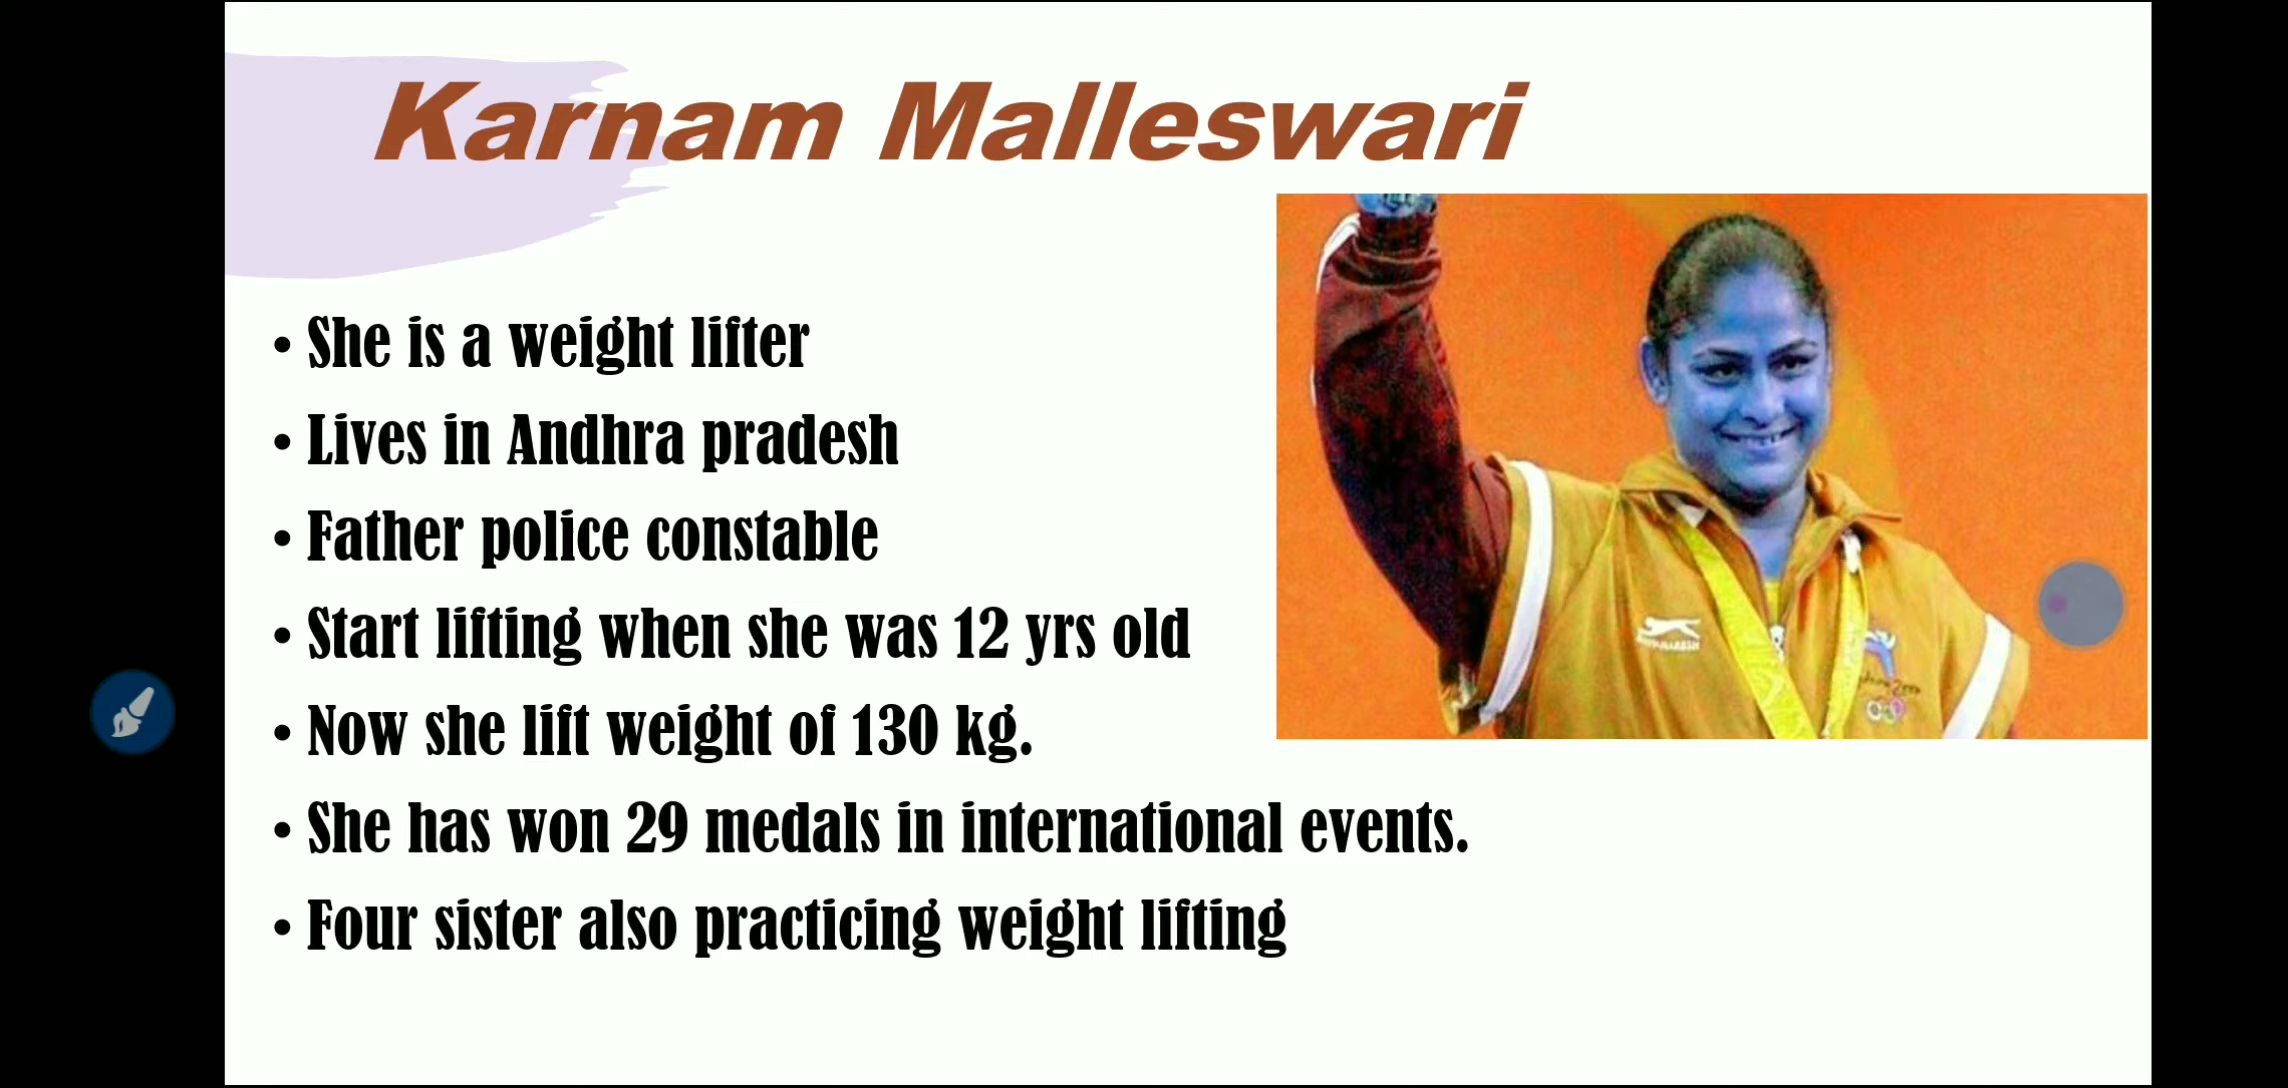 Karnam Malleswari
• She is a weight lifter
• Lives in Andhra pradesh
• Father police constable
• Start lifting when she was 12 yrs old
• Now she lift weight of 130 kg.
• She has won 29 medals in international events.
• Four sister also practicing weight lifting